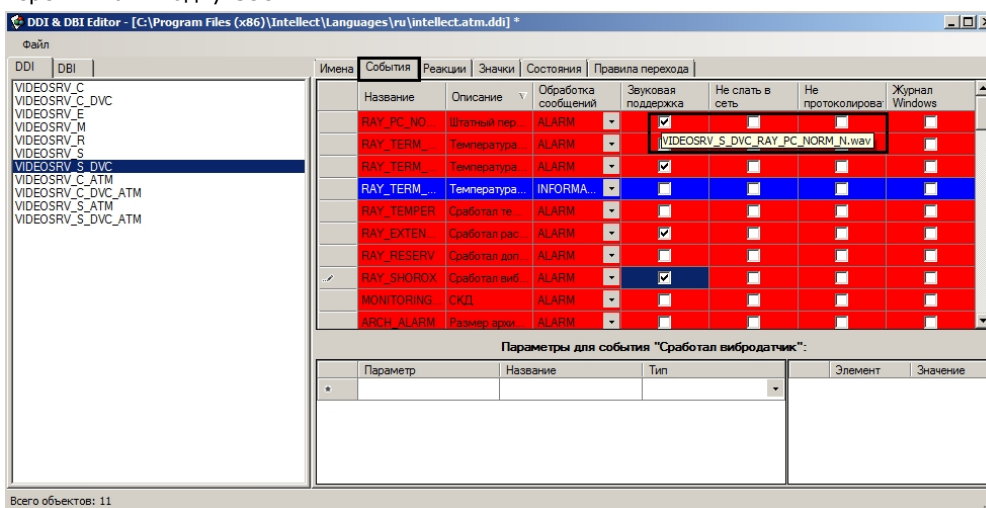 DDI & DBI Editor - [C:\Program Files (x86)\Intellect\Languages\ru\intellect.atm.ddi] *
Файл
DDI DBI
VIDEOSRV_C
VIDEOSRV_C_DVC
VIDEOSRV_E
VIDEOSRV_M
VIDEOSRV_R
VIDEOSRV_S
VIDEOSRV_S_DVC
VIDEOSRV_C_ATM
VIDEOSRV_C_DVC_ATM
VIDEOSRV_S_ATM
VIDEOSRV_S_DVC_ATM
Имена События Реакции Значки Состояния Правила перехода
Название Описание Обработка сообщений Звуковая поддержка Не слать в сеть Не протоколирова Журнал Windows
RAY_PC_NO... Штатный пер... ALARM
RAY_TERM_... Температура... ALARM
VIDEOSRV_S_DVC_RAY_PC_NORM_N.wav
RAY_TERM_... Температура... ALARM
RAY_TERM_... Температура... INFORMA...
RAY_TEMPER Сработал те... ALARM
RAY_EXTEN... Сработал рас... ALARM
RAY_RESERV Сработал доп... ALARM
RAY_SHOROX Сработал виб... ALARM
MONITORING... СКД ALARM
ARCH_ALARM Размер архи... ALARM
Параметры для события "Сработал вибродатчик":
Параметр Название Тип Элемент Значение
Всего объектов: 11